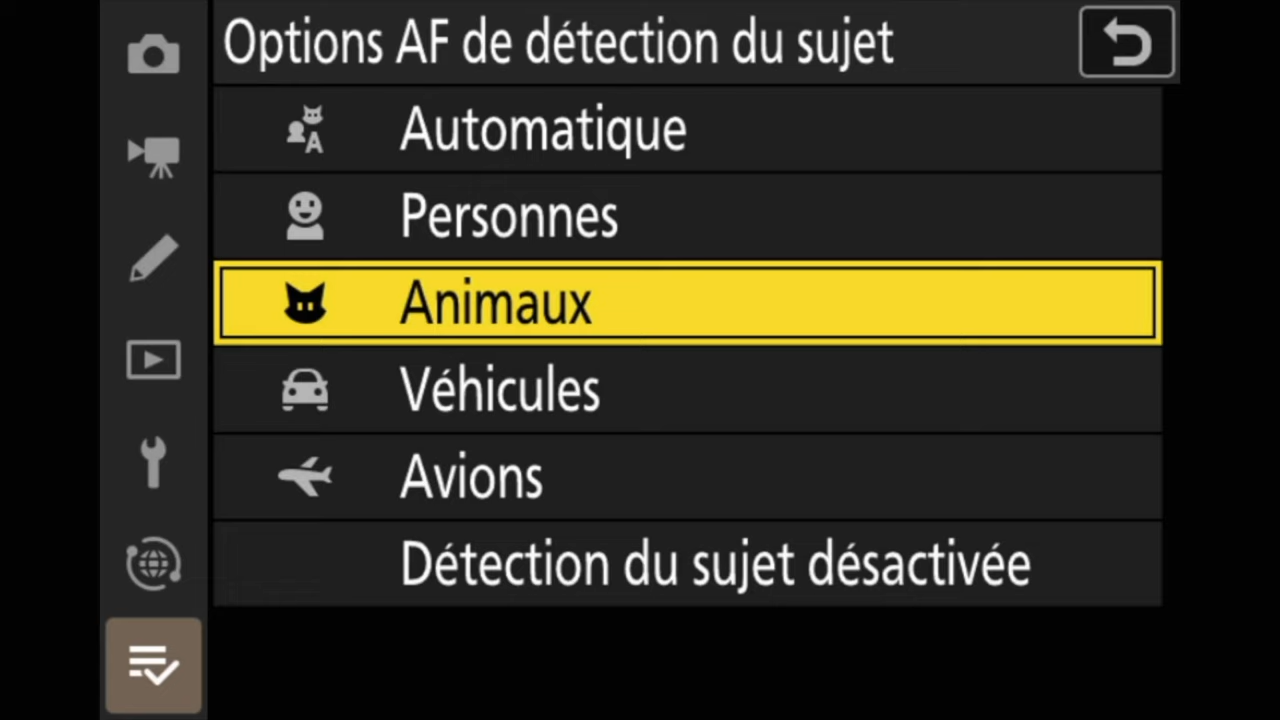 Options AF de détection du sujet
Automatique
Personnes
Animaux
Véhicules
Avions
Détection du sujet désactivée